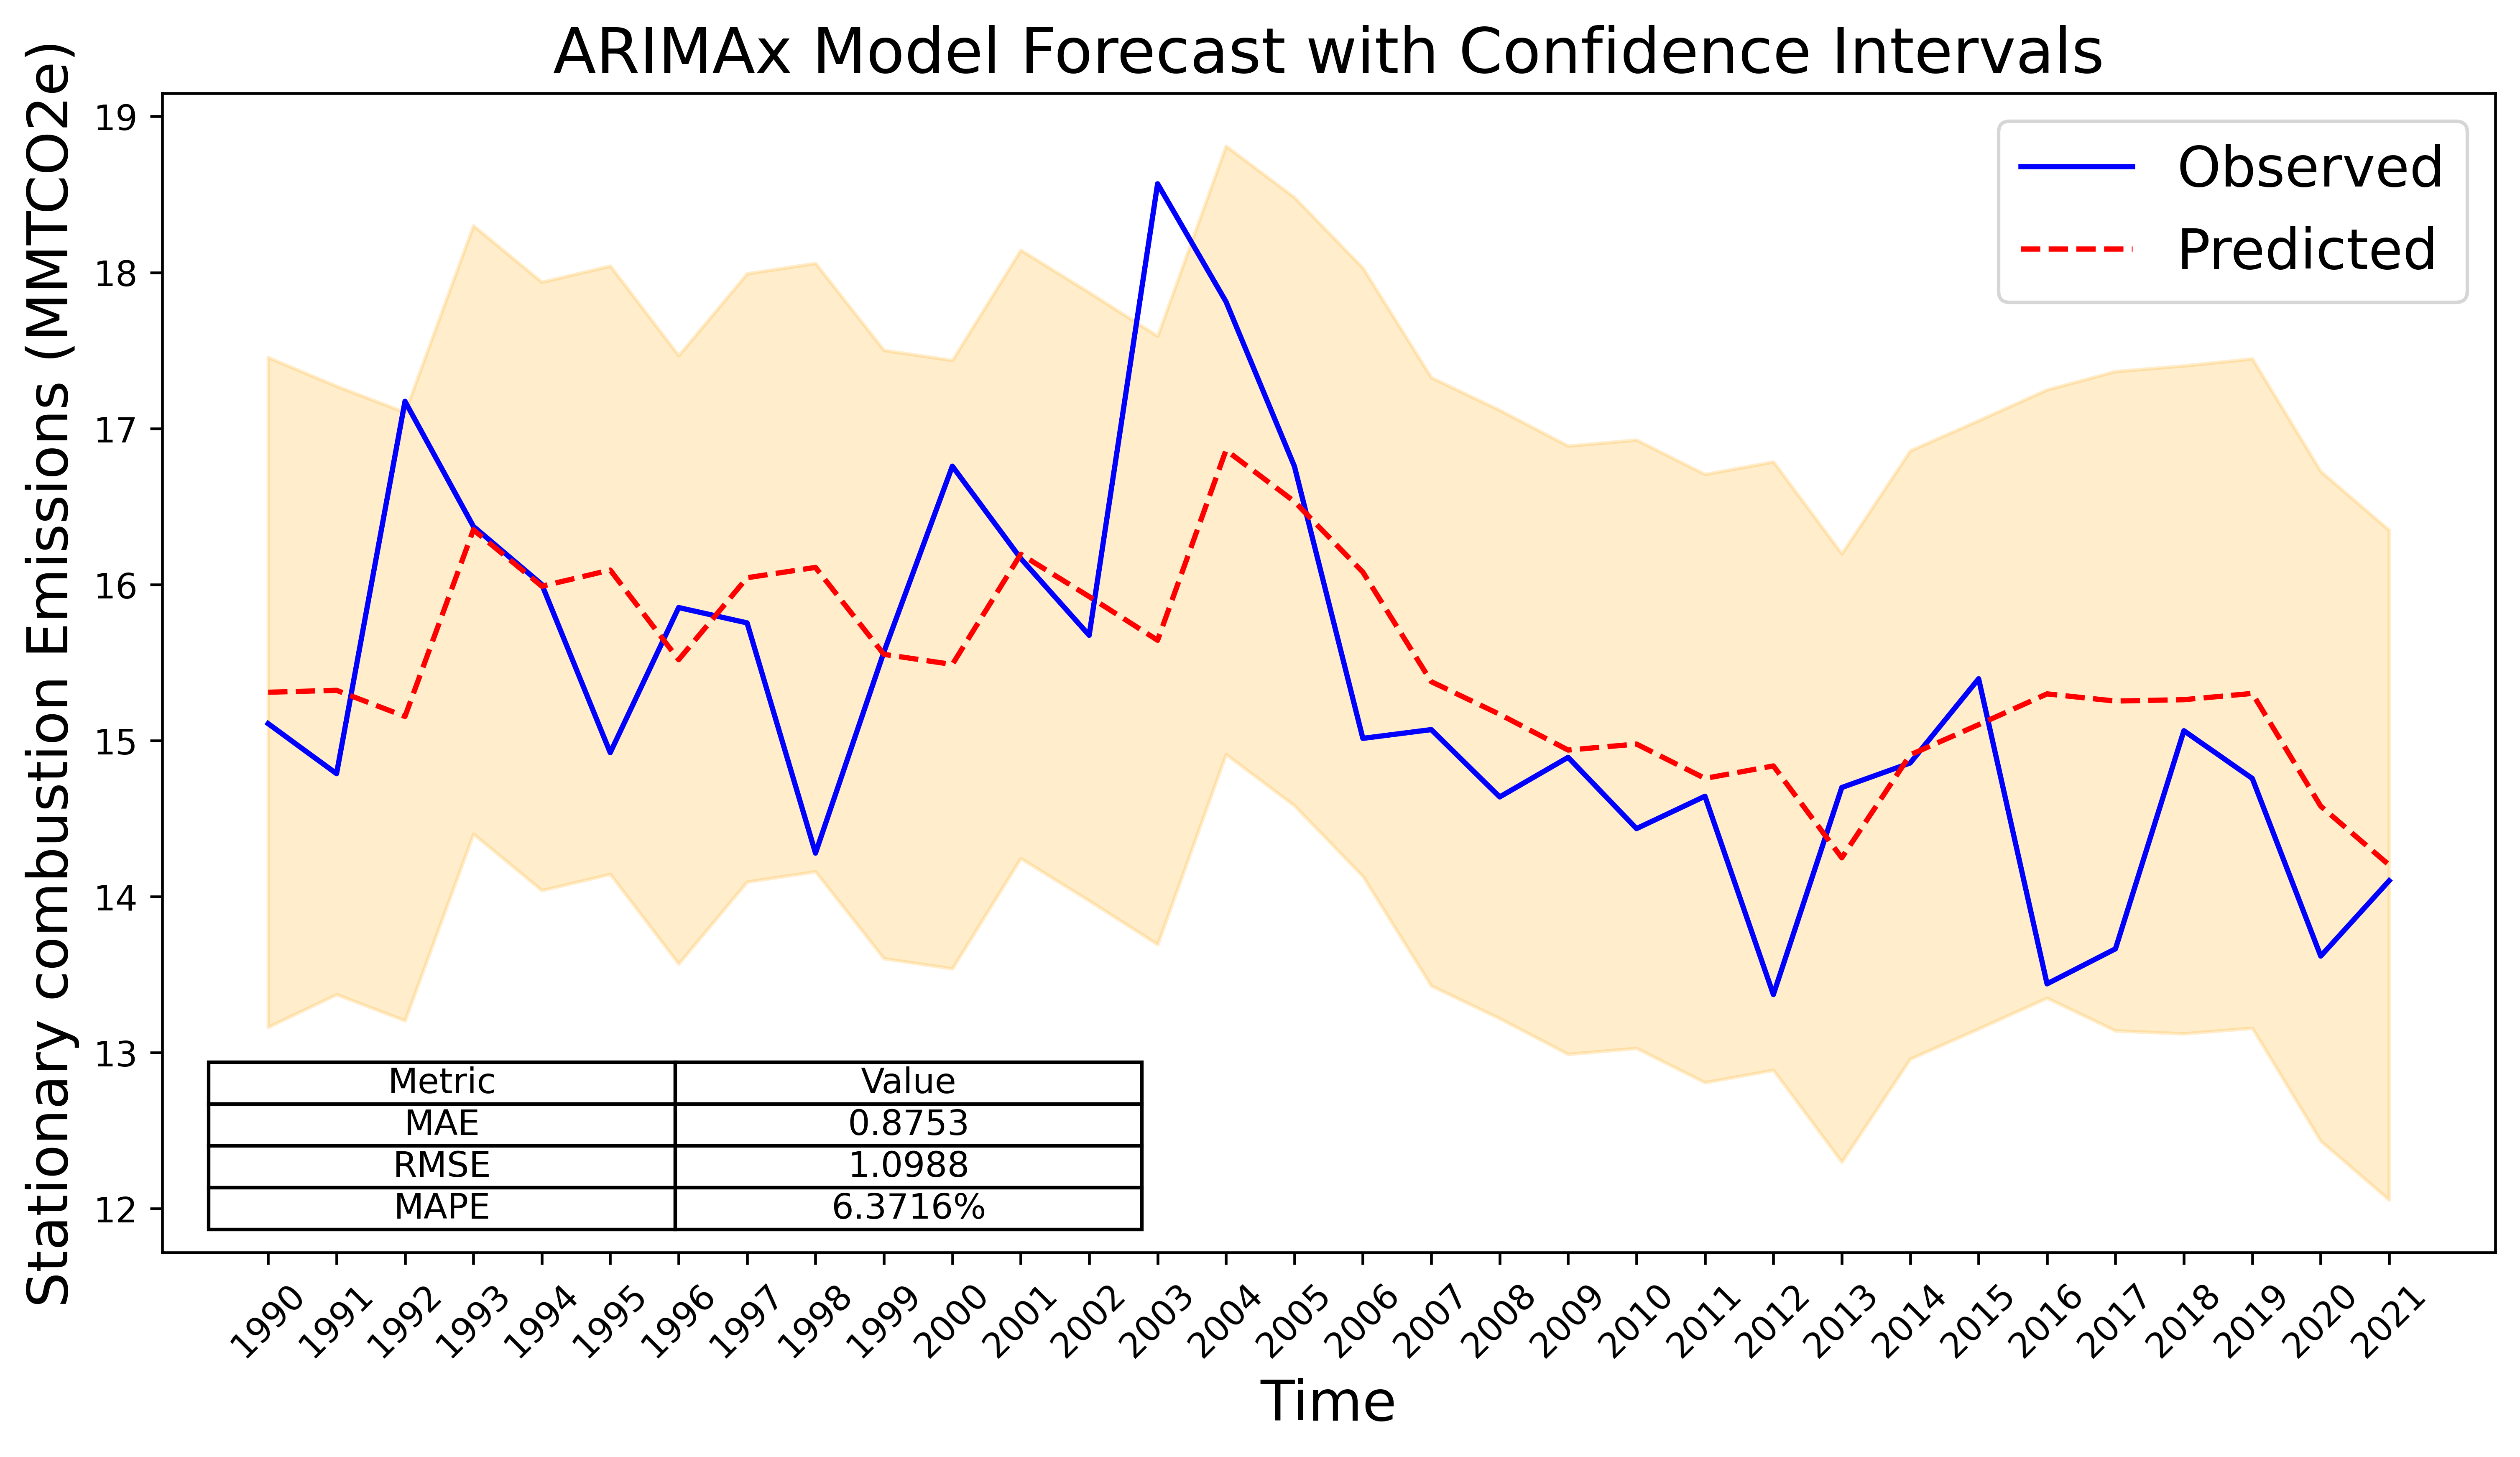 ARIMAx Model Forecast with Confidence Intervals
Stationary combustion Emissions (MMTCO2e)
19
18
17
16
15
14
13
12
Observed
Predicted
Metric Value
MAE 0.8753
RMSE 1.0988
MAPE 6.3716%
1990 1991 1992 1993 1994 1995 1996 1997 1998 1999 2000 2001 2002 2003 2004 2005 2006 2007 2008 2009 2010 2011 2012 2013 2014 2015 2016 2017 2018 2019 2020 2021
Time